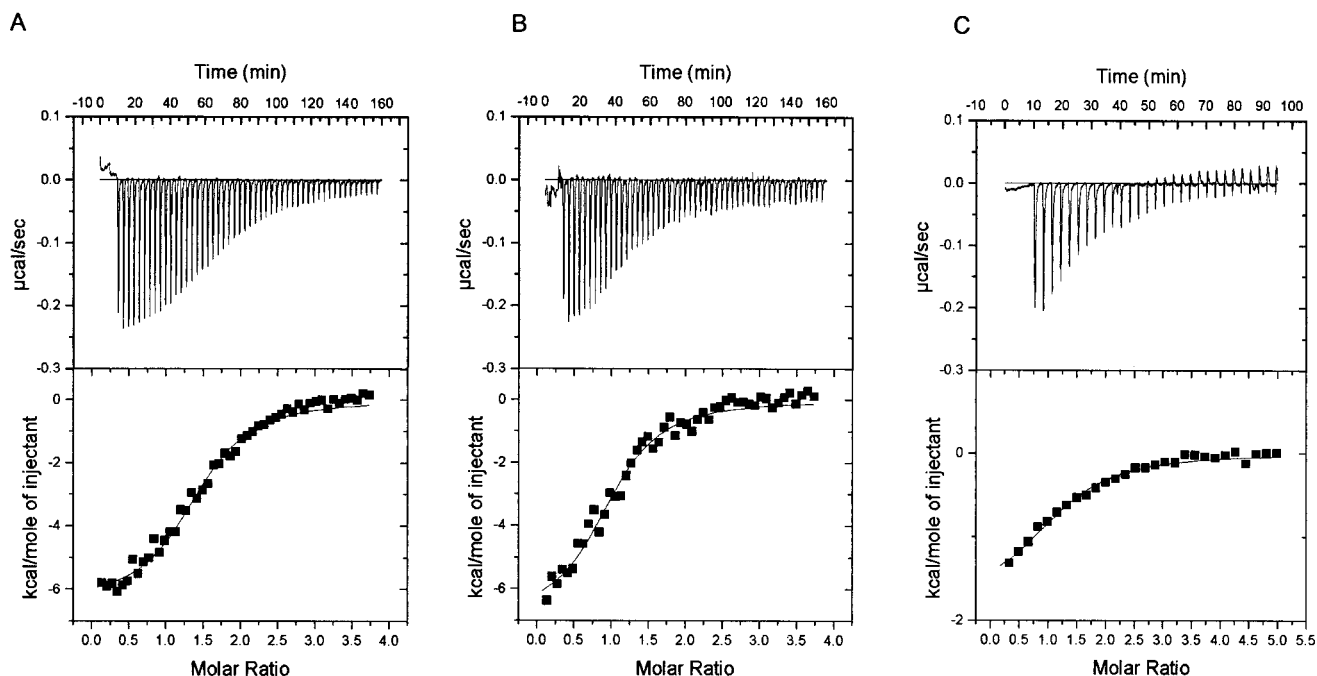 A
B
C
Time (min)
-10 0 20 40 60 80 100 120 140 160
0.1
0.0
-0.1
-0.2
-0.3
µcal/sec
0
-2
-4
-6
kcal/mole of injectant
0.0 0.5 1.0 1.5 2.0 2.5 3.0 3.5 4.0
Molar Ratio
Time (min)
-10 0 20 40 60 80 100 120 140 160
0.1
0.0
-0.1
-0.2
-0.3
µcal/sec
0
-2
-4
-6
kcal/mole of injectant
0.0 0.5 1.0 1.5 2.0 2.5 3.0 3.5 4.0
Molar Ratio
Time (min)
-10 0 10 20 30 40 50 60 70 80 90 100
0.1
0.0
-0.1
-0.2
-0.3
µcal/sec
0
-2
kcal/mole of injectant
0.0 0.5 1.0 1.5 2.0 2.5 3.0 3.5 4.0 4.5 5.0 5.5
Molar Ratio